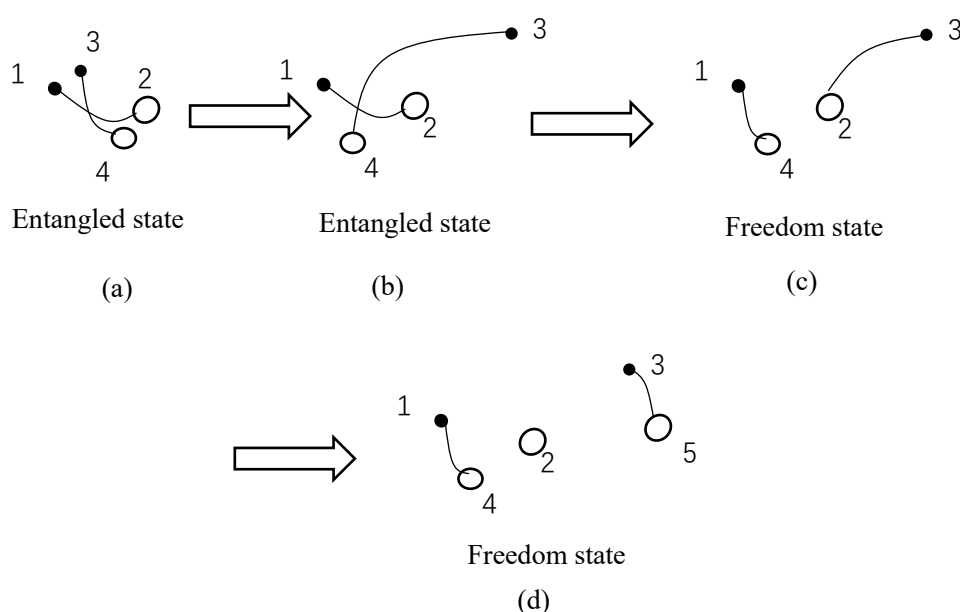 1 3 2 4
Entangled state
(a)
1 3 2 4
Entangled state
(b)
1 3 2 4
Freedom state
(c)
1 3 2 4 5
Freedom state
(d)